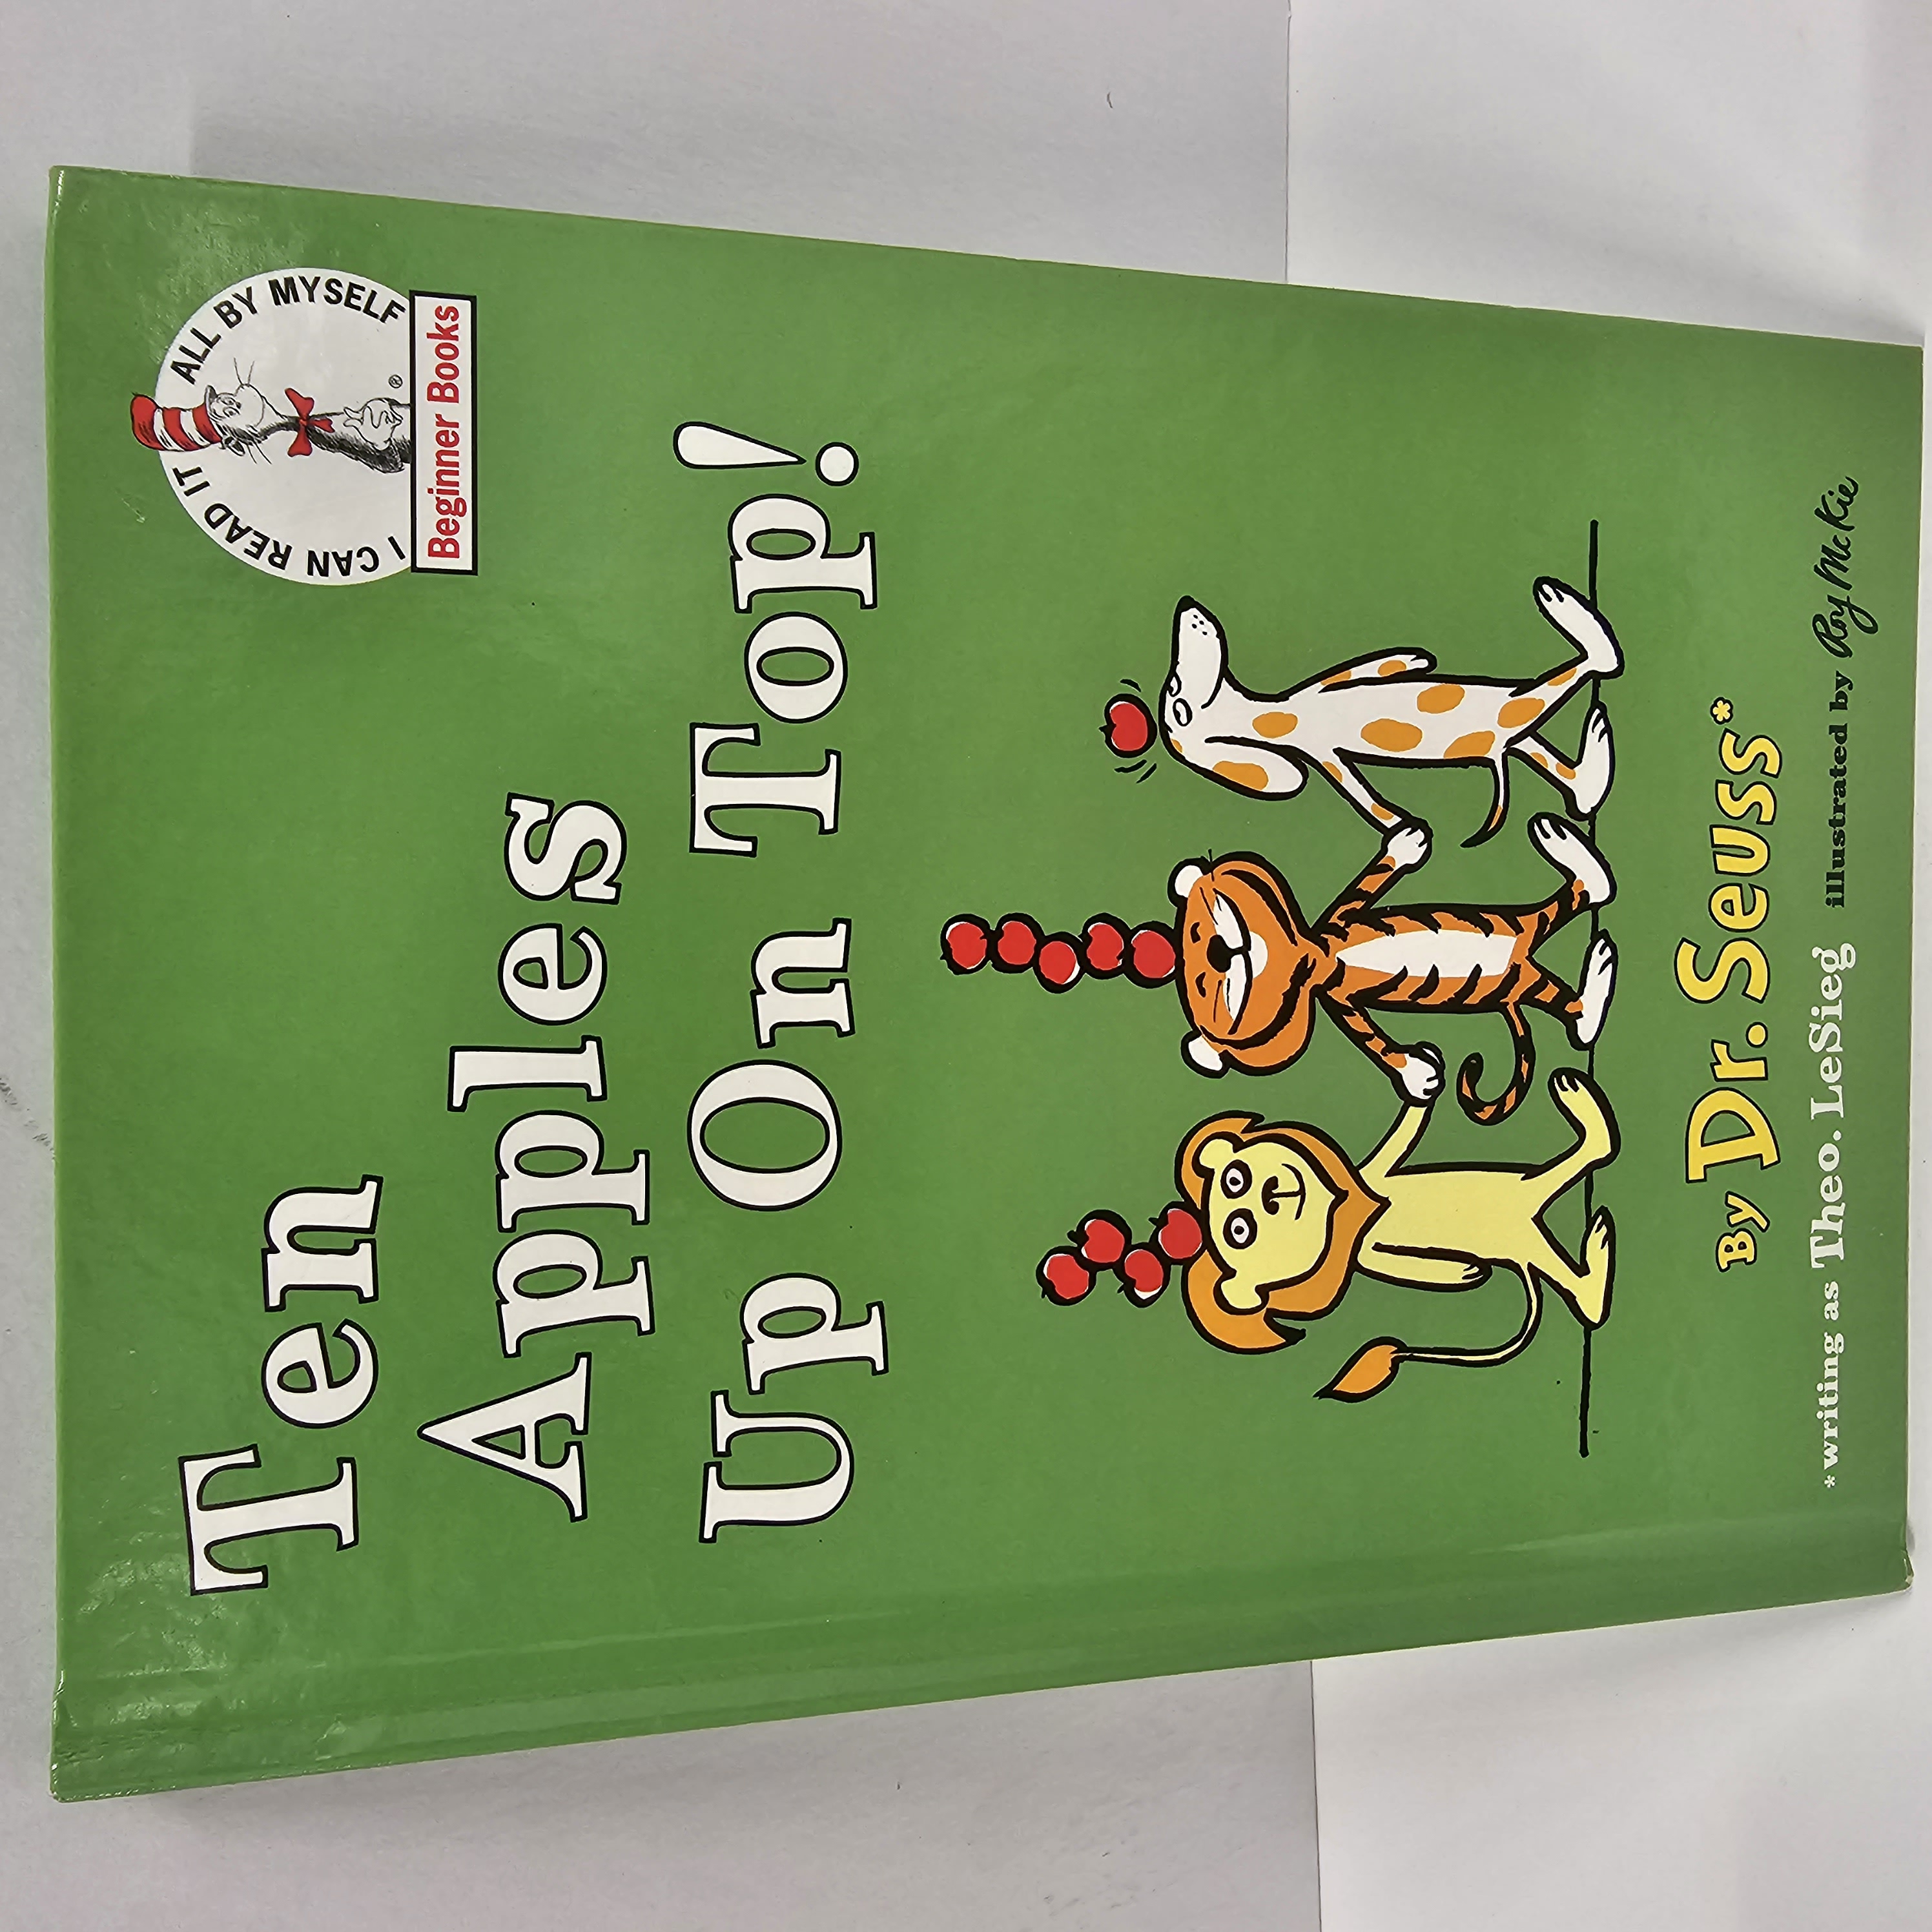 I CAN READ IT ALL BY MYSELF
®
Beginner Books
Ten
Apples
Up On Top!
By Dr. Seuss*
*writing as Theo. LeSieg illustrated by Roy McKie